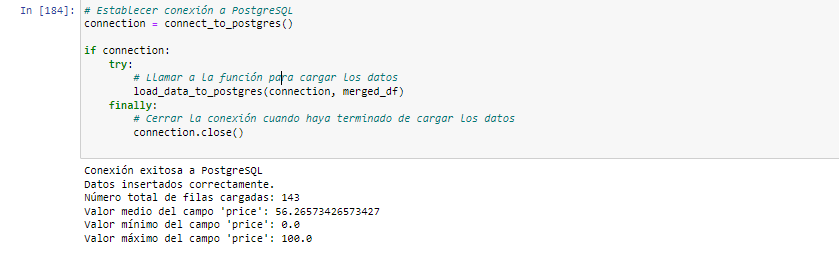 In [184]: # Establecer conexión a PostgreSQL
connection = connect_to_postgres()
if connection:
try:
# Llamar a la función para cargar los datos
load_data_to_postgres(connection, merged_df)
finally:
# Cerrar la conexión cuando haya terminado de cargar los datos
connection.close()
Conexión exitosa a PostgreSQL
Datos insertados correctamente.
Número total de filas cargadas: 143
Valor medio del campo 'price': 56.26573426573427
Valor mínimo del campo 'price': 0.0
Valor máximo del campo 'price': 100.0